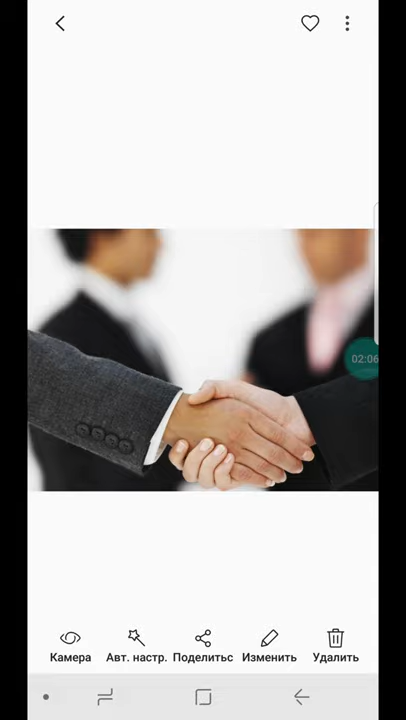 02:06
Камера
Авт. настр.
Поделитьс
Изменить
Удалить